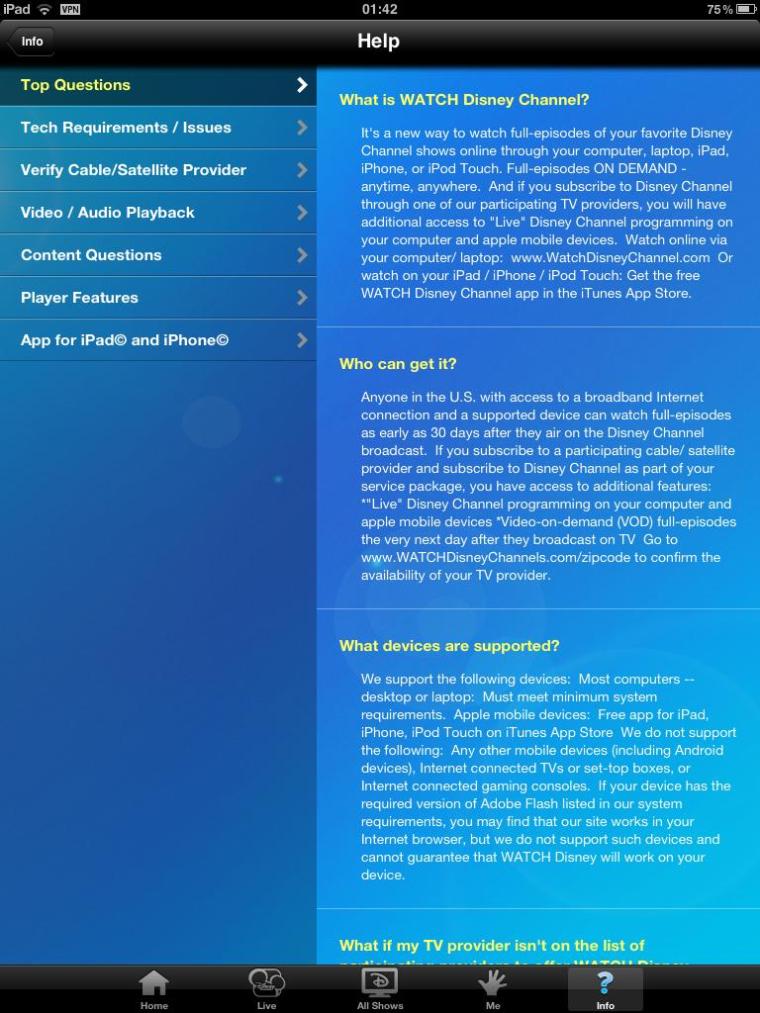 iPad VPN 01:42 75%
Info Help
Top Questions
Tech Requirements / Issues
Verify Cable/Satellite Provider
Video / Audio Playback
Content Questions
Player Features
App for iPad© and iPhone©
What is WATCH Disney Channel?
It's a new way to watch full-episodes of your favorite Disney
Channel shows online through your computer, laptop, iPad,
iPhone, or iPod Touch. Full-episodes ON DEMAND -
anytime, anywhere.  And if you subscribe to Disney Channel
through one of our participating TV providers, you will have
additional access to "Live" Disney Channel programming on
your computer and apple mobile devices.  Watch online via
your computer/ laptop:  www.WatchDisneyChannel.com  Or
watch on your iPad / iPhone / iPod Touch: Get the free
WATCH Disney Channel app in the iTunes App Store.
Who can get it?
Anyone in the U.S. with access to a broadband Internet
connection and a supported device can watch full-episodes
as early as 30 days after they air on the Disney Channel
broadcast.  If you subscribe to a participating cable/ satellite
provider and subscribe to Disney Channel as part of your
service package, you have access to additional features:
*"Live" Disney Channel programming on your computer and
apple mobile devices *Video-on-demand (VOD) full-episodes
the very next day after they broadcast on TV  Go to
www.WATCHDisneyChannels.com/zipcode to confirm the
availability of your TV provider.
What devices are supported?
We support the following devices:  Most computers --
desktop or laptop:  Must meet minimum system
requirements.  Apple mobile devices:  Free app for iPad,
iPhone, iPod Touch on iTunes App Store  We do not support
the following:  Any other mobile devices (including Android
devices), Internet connected TVs or set-top boxes, or
Internet connected gaming consoles.  If your device has the
required version of Adobe Flash listed in our system
requirements, you may find that our site works in your
Internet browser, but we do not support such devices and
cannot guarantee that WATCH Disney will work on your
device.
What if my TV provider isn't on the list of
participating providers to offer WATCH Disney
Home Live All Shows Me Info